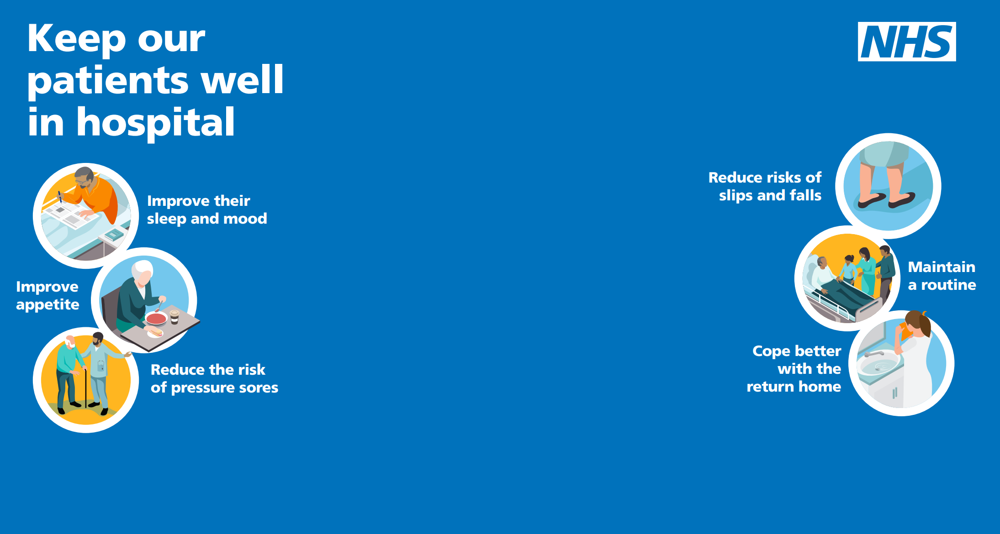 Keep our
patients well
in hospital
NHS
Improve their
sleep and mood
Improve
appetite
Reduce the risk
of pressure sores
Reduce risks of
slips and falls
Maintain
a routine
Cope better
with the
return home